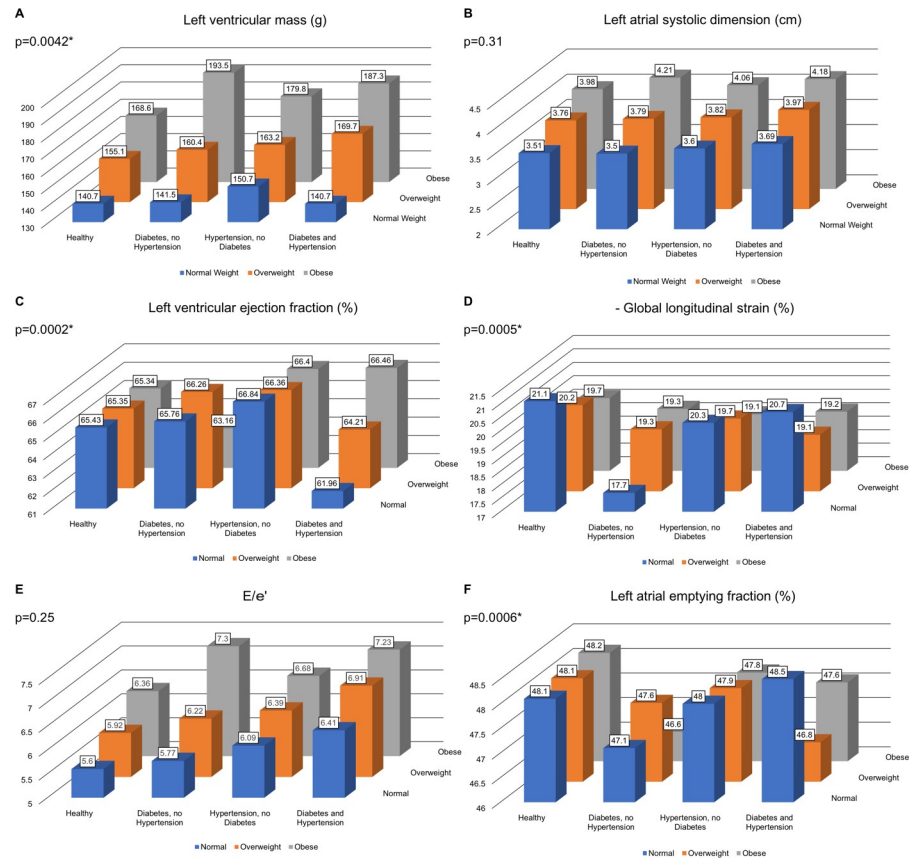 A
Left ventricular mass (g)
p=0.0042*
200
190
180
170
160
150
140
130
193.5
187.3
179.8
168.6
169.7
163.2
160.4
155.1
150.7
140.7
141.5
140.7
Obese
Overweight
Normal Weight
Healthy
Diabetes, no
Hypertension
Hypertension, no
Diabetes
Diabetes and
Hypertension
Normal Weight Overweight Obese
B
Left atrial systolic dimension (cm)
p=0.31
4.5
4
3.5
3
2.5
2
3.98
4.21
4.06
4.18
3.76
3.79
3.82
3.97
3.51
3.5
3.6
3.69
Obese
Overweight
Normal Weight
Healthy
Diabetes, no
Hypertension
Hypertension, no
Diabetes
Diabetes and
Hypertension
Normal Weight Overweight Obese
C
Left ventricular ejection fraction (%)
p=0.0002*
67
66
65
64
63
62
61
65.34
63.16
66.4
66.46
65.35
66.26
66.36
64.21
65.43
65.76
66.84
61.96
Obese
Overweight
Normal
Healthy
Diabetes, no
Hypertension
Hypertension, no
Diabetes
Diabetes and
Hypertension
Normal Overweight Obese
D
- Global longitudinal strain (%)
p=0.0005*
21.5
21
20.5
20
19.5
19
18.5
18
17.5
17
19.7
19.3
19.1
19.2
20.2
19.3
19.7
19.1
21.1
17.7
20.3
20.7
Obese
Overweight
Normal
Healthy
Diabetes, no
Hypertension
Hypertension, no
Diabetes
Diabetes and
Hypertension
Normal Overweight Obese
E
E/e'
p=0.25
7.5
7
6.5
6
5.5
5
6.36
7.3
6.68
7.23
5.92
6.22
6.39
6.91
5.6
5.77
6.09
6.41
Obese
Overweight
Normal
Healthy
Diabetes, no
Hypertension
Hypertension, no
Diabetes
Diabetes and
Hypertension
Normal Overweight Obese
F
Left atrial emptying fraction (%)
p=0.0006*
48.5
48
47.5
47
46.5
46
48.2
46.6
47.8
47.6
48.1
47.6
47.9
46.8
48.1
47.1
48
48.5
Obese
Overweight
Normal
Healthy
Diabetes, no
Hypertension
Hypertension, no
Diabetes
Diabetes and
Hypertension
Normal Overweight Obese